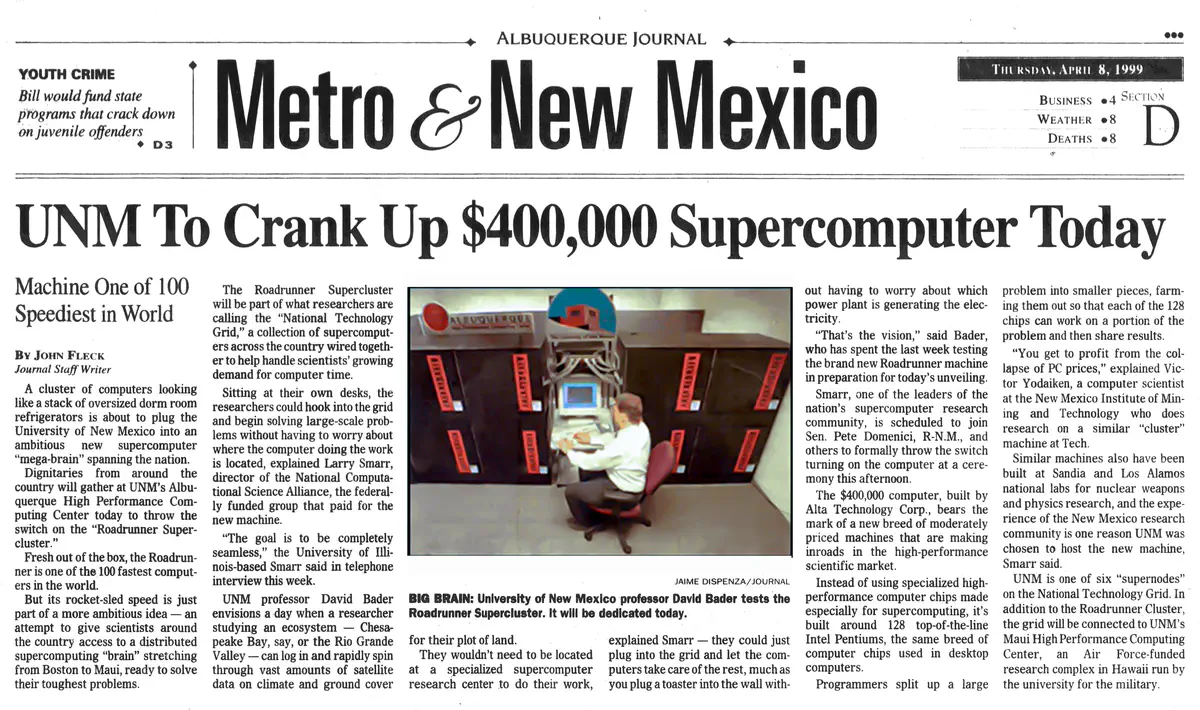 ALBUQUERQUE JOURNAL
YOUTH CRIME
Bill would fund state
programs that crack down
on juvenile offenders
◆ D3
Metro & New Mexico
THURSDAY, APRIL 8, 1999
BUSINESS ●4
WEATHER ●8
DEATHS ●8
SECTION
D
UNM To Crank Up $400,000 Supercomputer Today
Machine One of 100
Speediest in World
BY JOHN FLECK
Journal Staff Writer
A cluster of computers looking
like a stack of oversized dorm room
refrigerators is about to plug the
University of New Mexico into an
ambitious new supercomputer
“mega-brain” spanning the nation.
Dignitaries from around the
country will gather at UNM’s Albu-
querque High Performance Com-
puting Center today to throw the
switch on the “Roadrunner Super-
cluster.”
Fresh out of the box, the Roadrun-
ner is one of the 100 fastest comput-
ers in the world.
But its rocket-sled speed is just
part of a more ambitious idea — an
attempt to give scientists around
the country access to a distributed
supercomputing “brain” stretching
from Boston to Maui, ready to solve
their toughest problems.
The Roadrunner Supercluster
will be part of what researchers are
calling the “National Technology
Grid,” a collection of supercomput-
ers across the country wired togeth-
er to help handle scientists’ growing
demand for computer time.
Sitting at their own desks, the
researchers could hook into the grid
and begin solving large-scale prob-
lems without having to worry about
where the computer doing the work
is located, explained Larry Smarr,
director of the National Computa-
tional Science Alliance, the federal-
ly funded group that paid for the
new machine.
“The goal is to be completely
seamless,” the University of Illi-
nois-based Smarr said in telephone
interview this week.
UNM professor David Bader
envisions a day when a researcher
studying an ecosystem — Chesa-
peake Bay, say, or the Rio Grande
Valley — can log in and rapidly spin
through vast amounts of satellite
data on climate and ground cover
ALBUQUERQUE
JAIME DISPENZA/JOURNAL
BIG BRAIN: University of New Mexico professor David Bader tests the
Roadrunner Supercluster. It will be dedicated today.
for their plot of land.
They wouldn’t need to be located
at a specialized supercomputer
research center to do their work,
explained Smarr — they could just
plug into the grid and let the com-
puters take care of the rest, much as
you plug a toaster into the wall with-
out having to worry about which
power plant is generating the elec-
tricity.
“That’s the vision,” said Bader,
who has spent the last week testing
the brand new Roadrunner machine
in preparation for today’s unveiling.
Smarr, one of the leaders of the
nation’s supercomputer research
community, is scheduled to join
Sen. Pete Domenici, R-N.M., and
others to formally throw the switch
turning on the computer at a cere-
mony this afternoon.
The $400,000 computer, built by
Alta Technology Corp., bears the
mark of a new breed of moderately
priced machines that are making
inroads in the high-performance
scientific market.
Instead of using specialized high-
performance computer chips made
especially for supercomputing, it’s
built around 128 top-of-the-line
Intel Pentiums, the same breed of
computer chips used in desktop
computers.
Programmers split up a large
problem into smaller pieces, farm-
ing them out so that each of the 128
chips can work on a portion of the
problem and then share results.
“You get to profit from the col-
lapse of PC prices,” explained Vic-
tor Yodaiken, a computer scientist
at the New Mexico Institute of Min-
ing and Technology who does
research on a similar “cluster”
machine at Tech.
Similar machines also have been
built at Sandia and Los Alamos
national labs for nuclear weapons
and physics research, and the expe-
rience of the New Mexico research
community is one reason UNM was
chosen to host the new machine,
Smarr said.
UNM is one of six “supernodes”
on the National Technology Grid. In
addition to the Roadrunner Cluster,
the grid will be connected to UNM’s
Maui High Performance Computing
Center, an Air Force-funded
research complex in Hawaii run by
the university for the military.